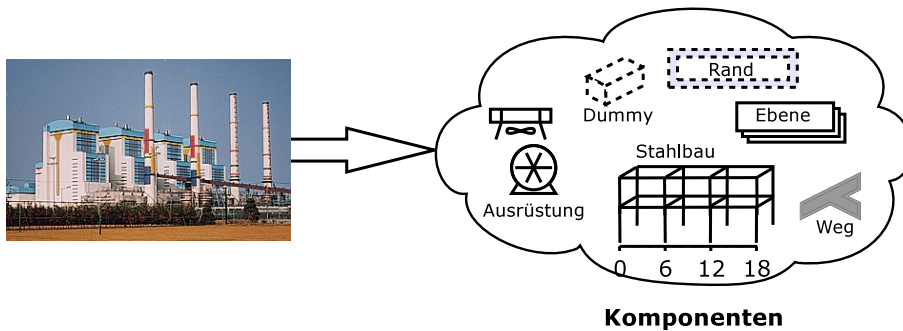 Rand
Dummy
Ebene
Stahlbau
Ausrüstung
Weg
0 6 12 18
Komponenten